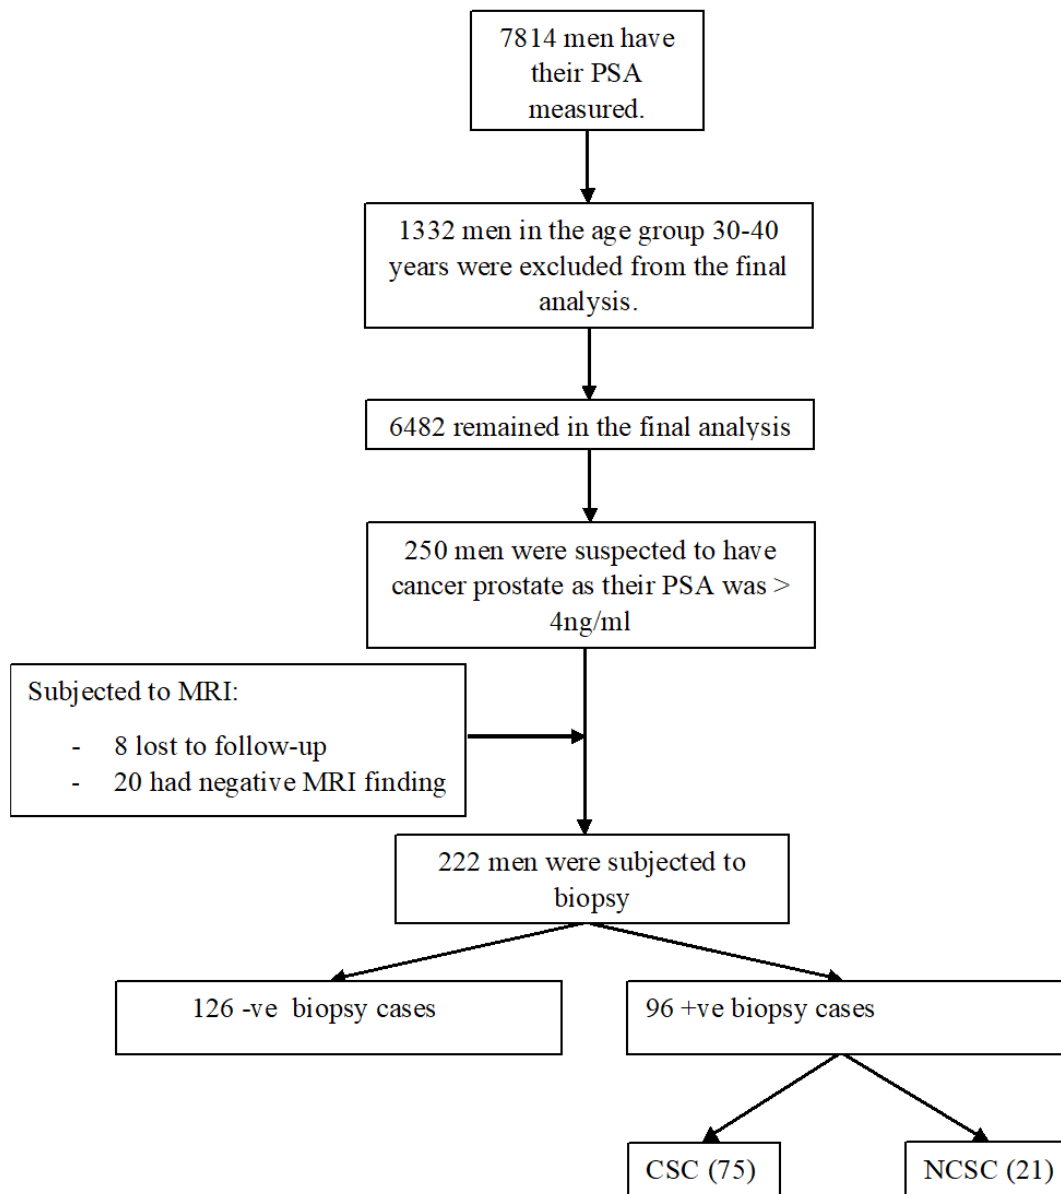 7814 men have
their PSA
measured.
1332 men in the age group 30-40
years were excluded from the final
analysis.
6482 remained in the final analysis
250 men were suspected to have
cancer prostate as their PSA was >
4ng/ml
Subjected to MRI:
- 8 lost to follow-up
- 20 had negative MRI finding
222 men were subjected to
biopsy
126 -ve biopsy cases
96 +ve biopsy cases
CSC (75)
NCSC (21)